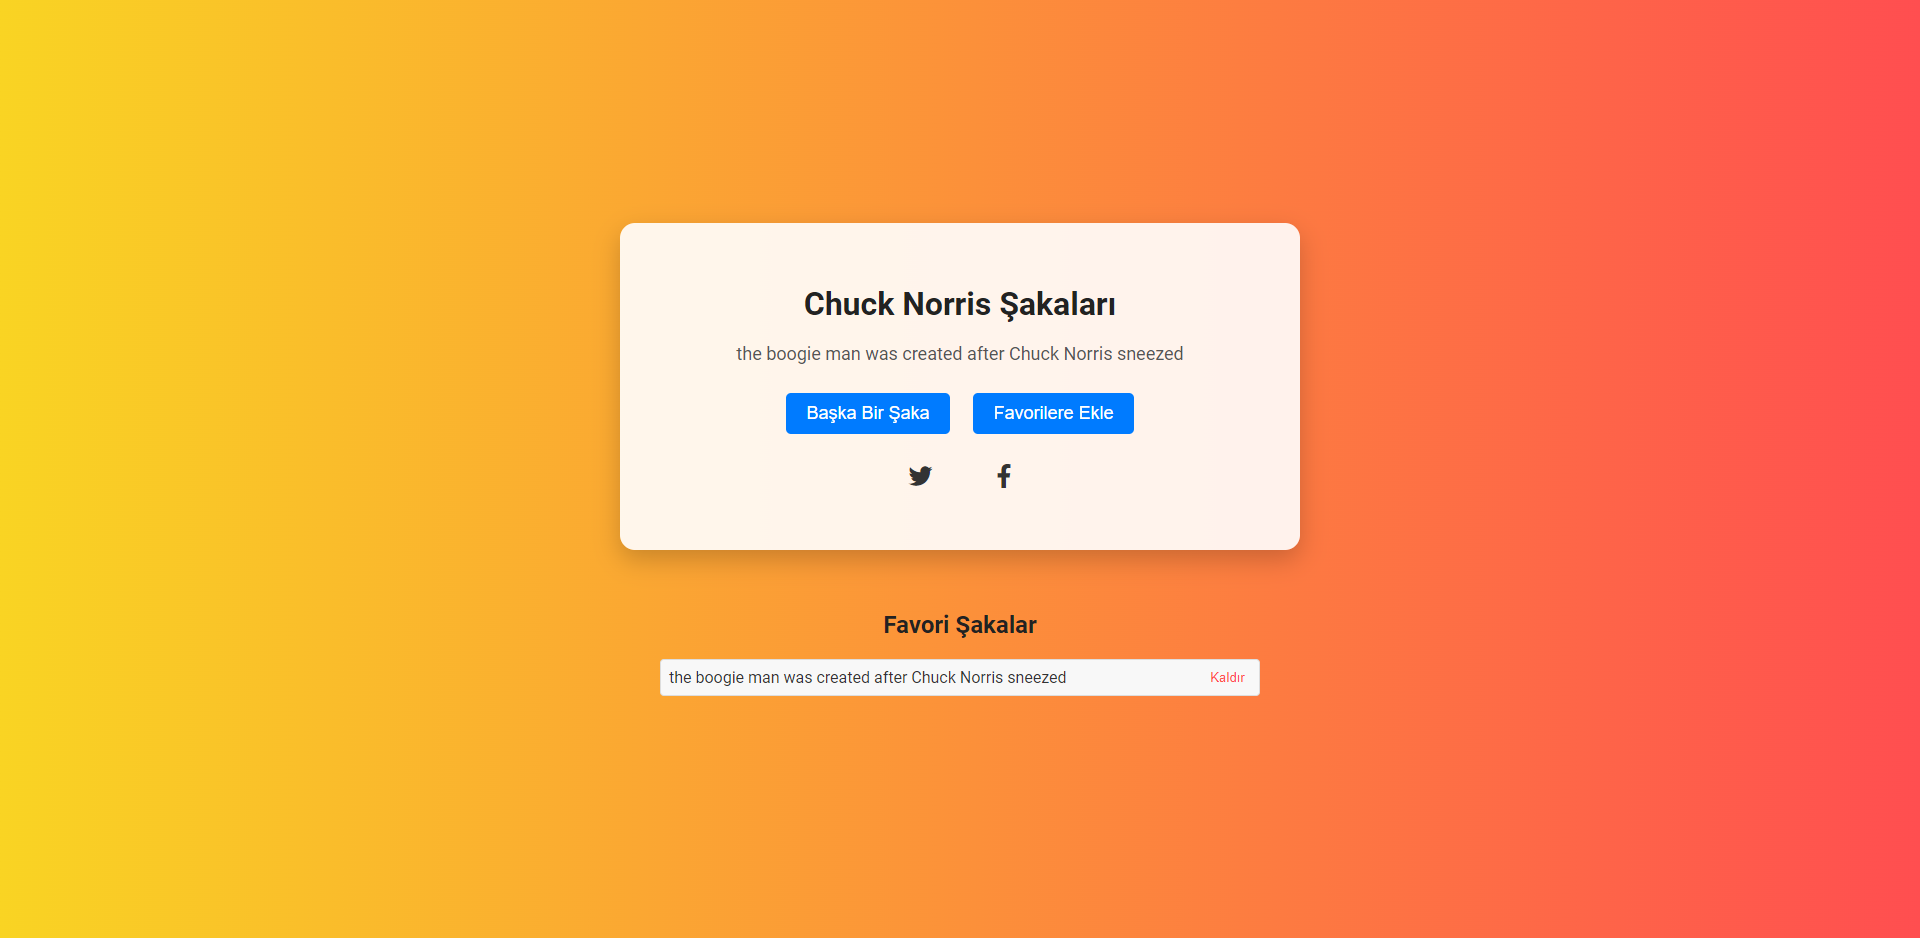 Chuck Norris Şakaları
the boogie man was created after Chuck Norris sneezed
Başka Bir Şaka
Favorilere Ekle
Favori Şakalar
the boogie man was created after Chuck Norris sneezed
Kaldır